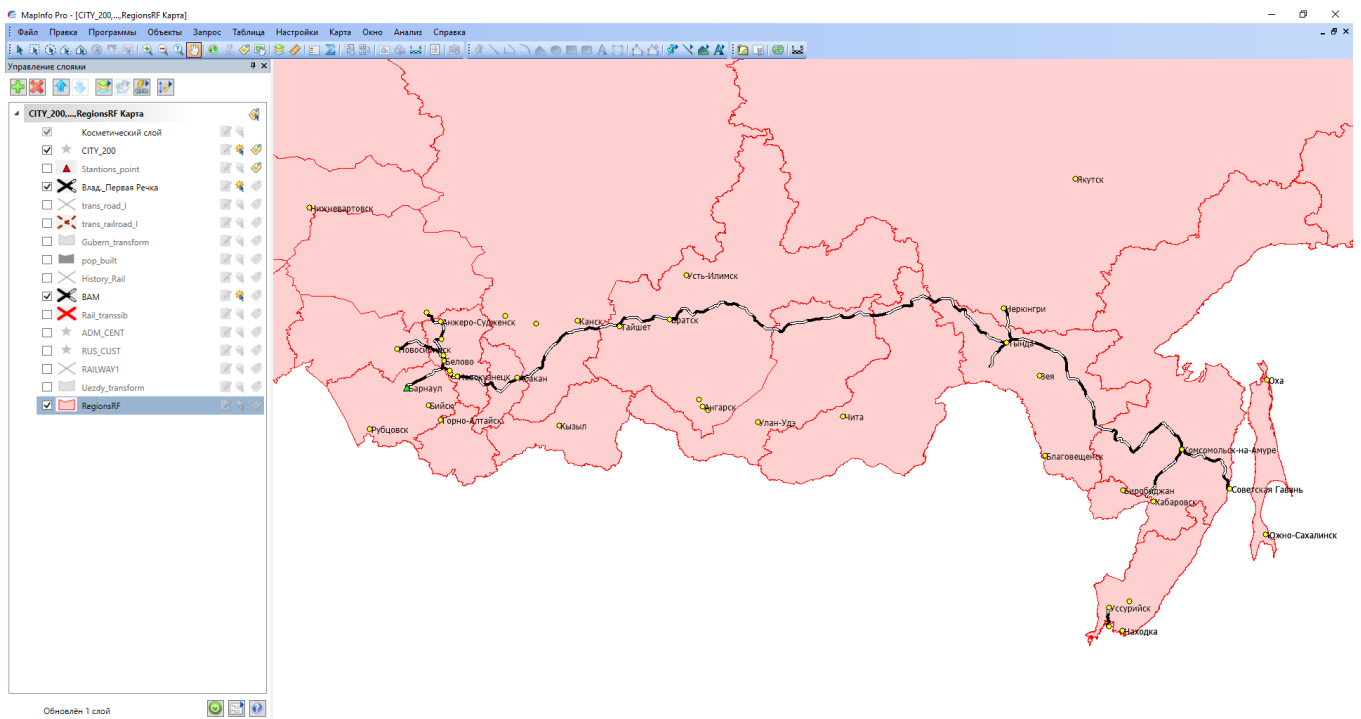 MapInfo Pro - [CITY_200,...,RegionsRF Карта]
Файл Правка Программы Объекты Запрос Таблица Настройки Карта Окно Анализ Справка
Управление слоями
CITY_200,...,RegionsRF Карта
Косметический слой
CITY_200
Stantions_point
Влад._Первая Речка
trans_road_l
trans_railroad_l
Gubern_transform
pop_built
History_Rail
BAM
Rail_transsib
ADM_CENT
RUS_CUST
RAILWAY1
Uezdy_transform
RegionsRF
Обновлён 1 слой
Якутск
Нижневартовск
Усть-Илимск
Нерюнгри
Анжеро-Судженск
Канск
Тайшет
Братск
Тында
Новосибирск
Белово
Новокузнецк
Абакан
Зея
Оха
Барнаул
Бийск
Ангарск
Чита
Рубцовск
Горно-Алтайск
Кызыл
Улан-Удэ
Комсомольск-на-Амуре
Благовещенск
Биробиджан
Советская Гавань
Хабаровск
Южно-Сахалинск
Уссурийск
Находка